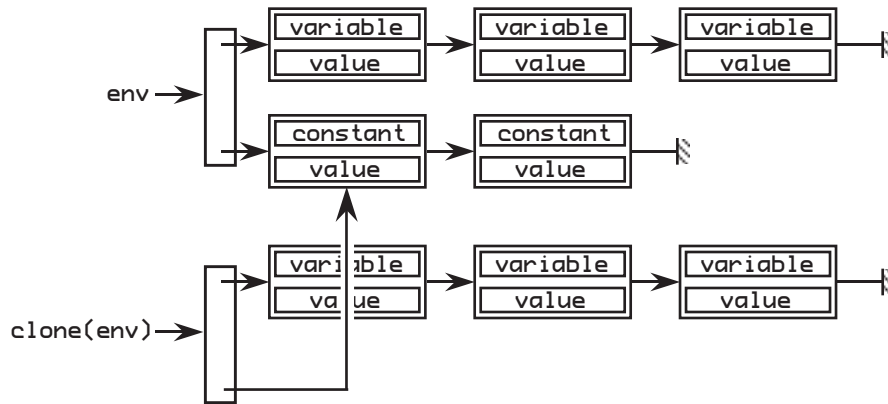 variable variable variable
value value value
env
constant constant
value value
variable variable variable
value value value
clone(env)